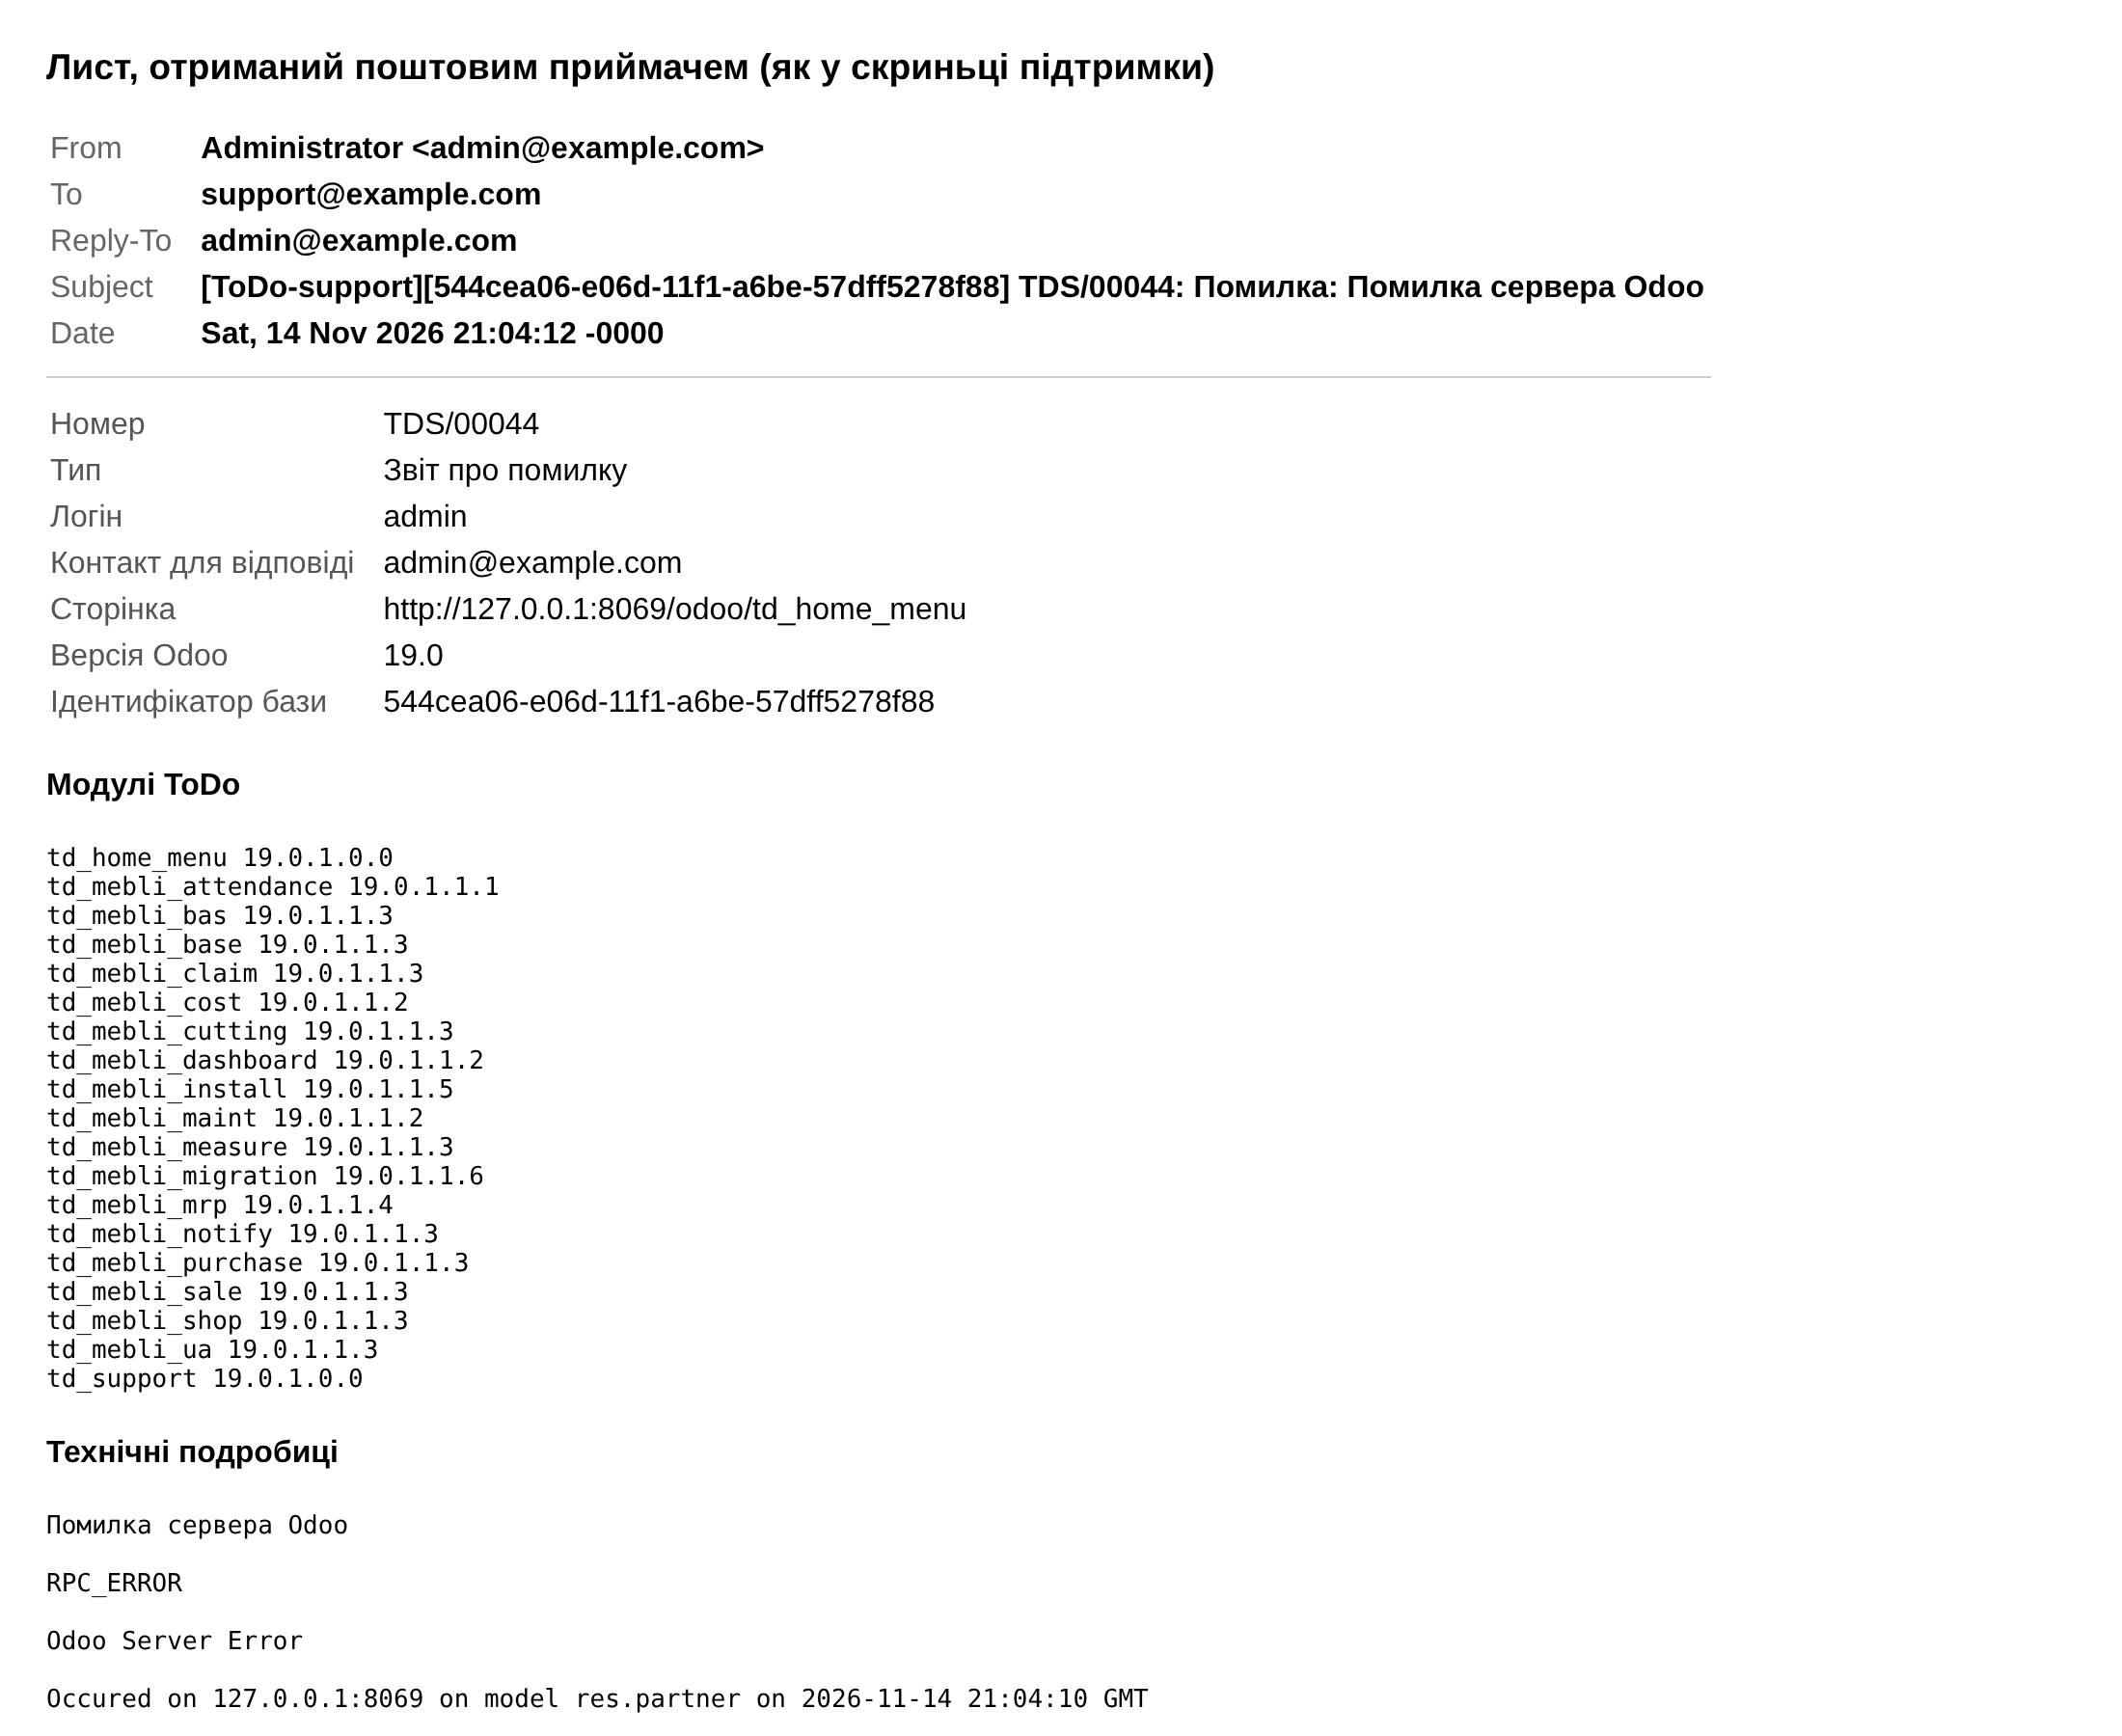 Лист, отриманий поштовим приймачем (як у скриньці підтримки)
From Administrator <admin@example.com>
To support@example.com
Reply-To admin@example.com
Subject [ToDo-support][544cea06-e06d-11f1-a6be-57dff5278f88] TDS/00044: Помилка: Помилка сервера Odoo
Date Sat, 14 Nov 2026 21:04:12 -0000
Номер TDS/00044
Тип Звіт про помилку
Логін admin
Контакт для відповіді admin@example.com
Сторінка http://127.0.0.1:8069/odoo/td_home_menu
Версія Odoo 19.0
Ідентифікатор бази 544cea06-e06d-11f1-a6be-57dff5278f88
Модулі ToDo
td_home_menu 19.0.1.0.0
td_mebli_attendance 19.0.1.1.1
td_mebli_bas 19.0.1.1.3
td_mebli_base 19.0.1.1.3
td_mebli_claim 19.0.1.1.3
td_mebli_cost 19.0.1.1.2
td_mebli_cutting 19.0.1.1.3
td_mebli_dashboard 19.0.1.1.2
td_mebli_install 19.0.1.1.5
td_mebli_maint 19.0.1.1.2
td_mebli_measure 19.0.1.1.3
td_mebli_migration 19.0.1.1.6
td_mebli_mrp 19.0.1.1.4
td_mebli_notify 19.0.1.1.3
td_mebli_purchase 19.0.1.1.3
td_mebli_sale 19.0.1.1.3
td_mebli_shop 19.0.1.1.3
td_mebli_ua 19.0.1.1.3
td_support 19.0.1.0.0
Технічні подробиці
Помилка сервера Odoo
RPC_ERROR
Odoo Server Error
Occured on 127.0.0.1:8069 on model res.partner on 2026-11-14 21:04:10 GMT